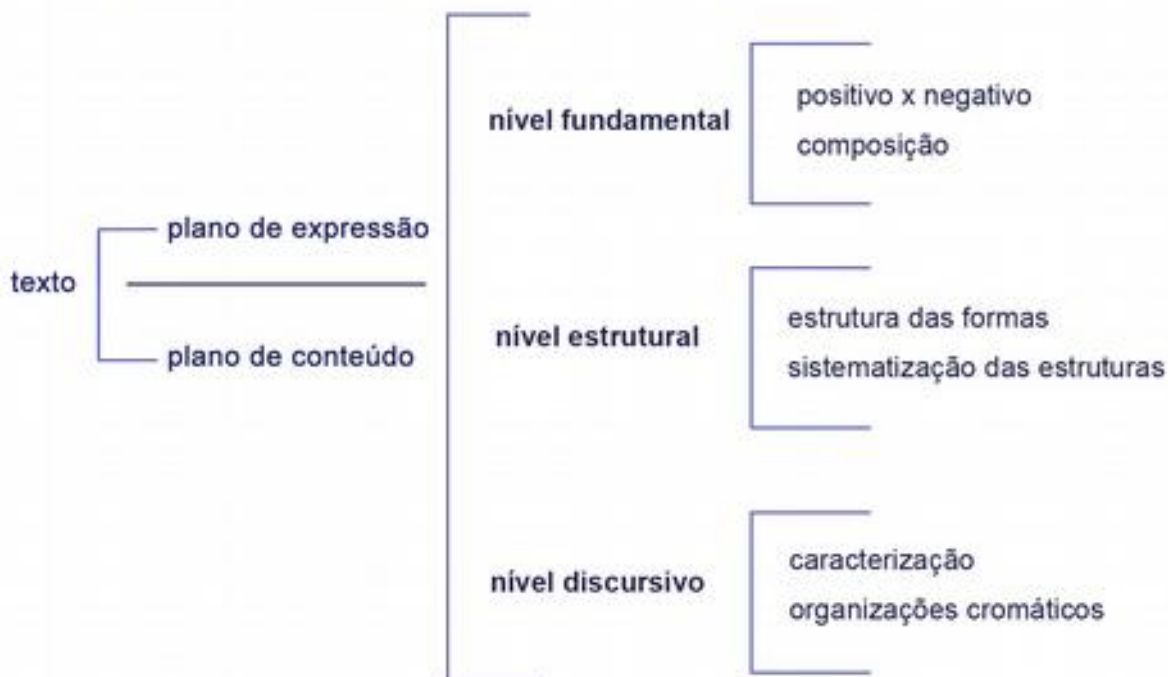 texto
plano de expressão
plano de conteúdo
nível fundamental
positivo x negativo
composição
nível estrutural
estrutura das formas
sistematização das estruturas
nível discursivo
caracterização
organizações cromáticos